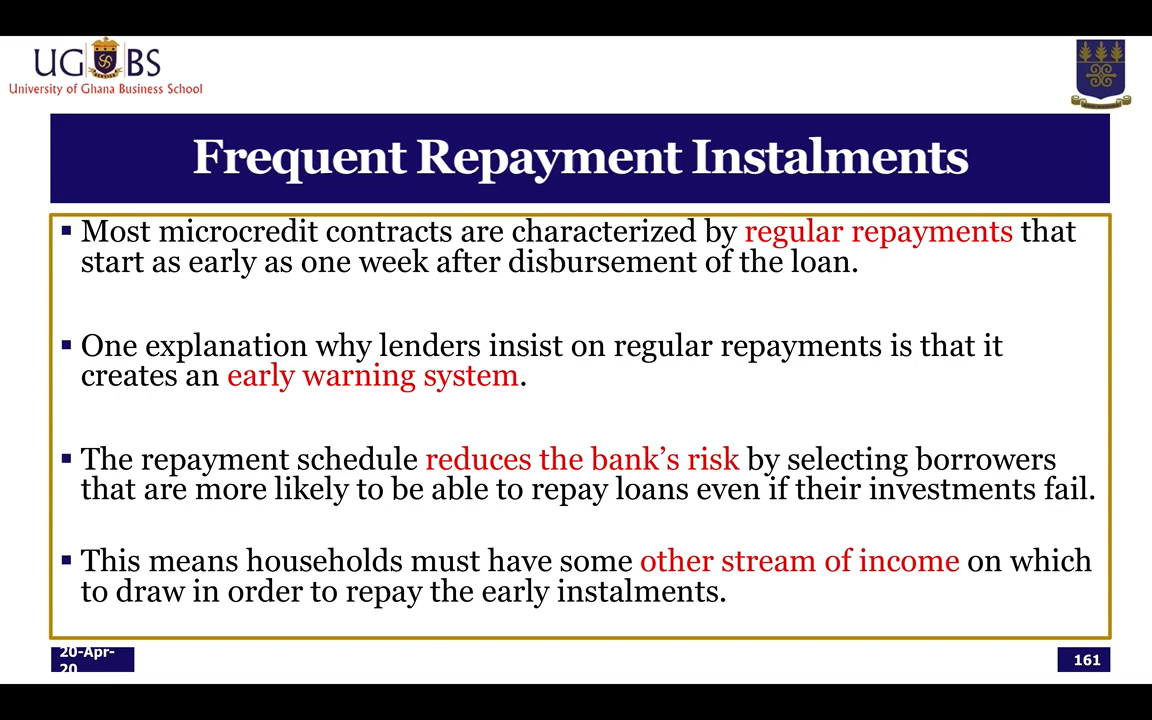 UG BS
University of Ghana Business School
Frequent Repayment Instalments
▪ Most microcredit contracts are characterized by regular repayments that
start as early as one week after disbursement of the loan.
▪ One explanation why lenders insist on regular repayments is that it
creates an early warning system.
▪ The repayment schedule reduces the bank’s risk by selecting borrowers
that are more likely to be able to repay loans even if their investments fail.
▪ This means households must have some other stream of income on which
to draw in order to repay the early instalments.
20-Apr-
20
161